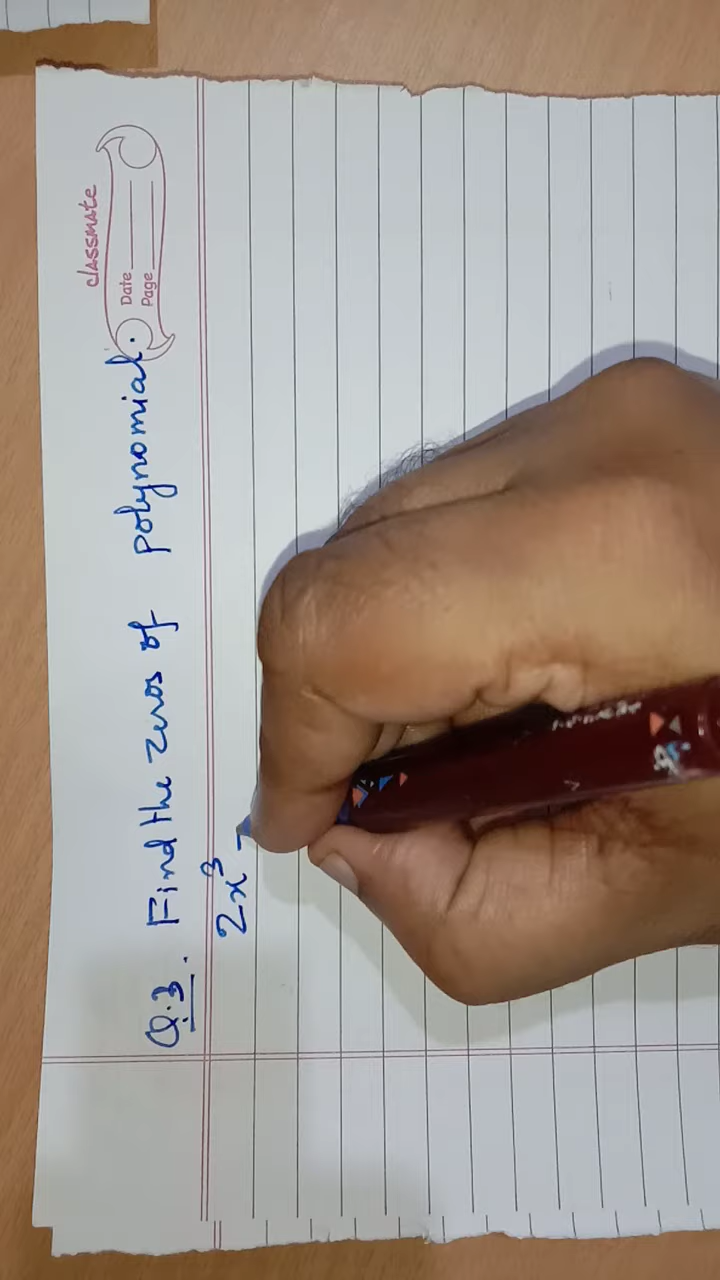 classmate
Date
Page
Q.3. Find the zeros of polynomial.
2x³ -